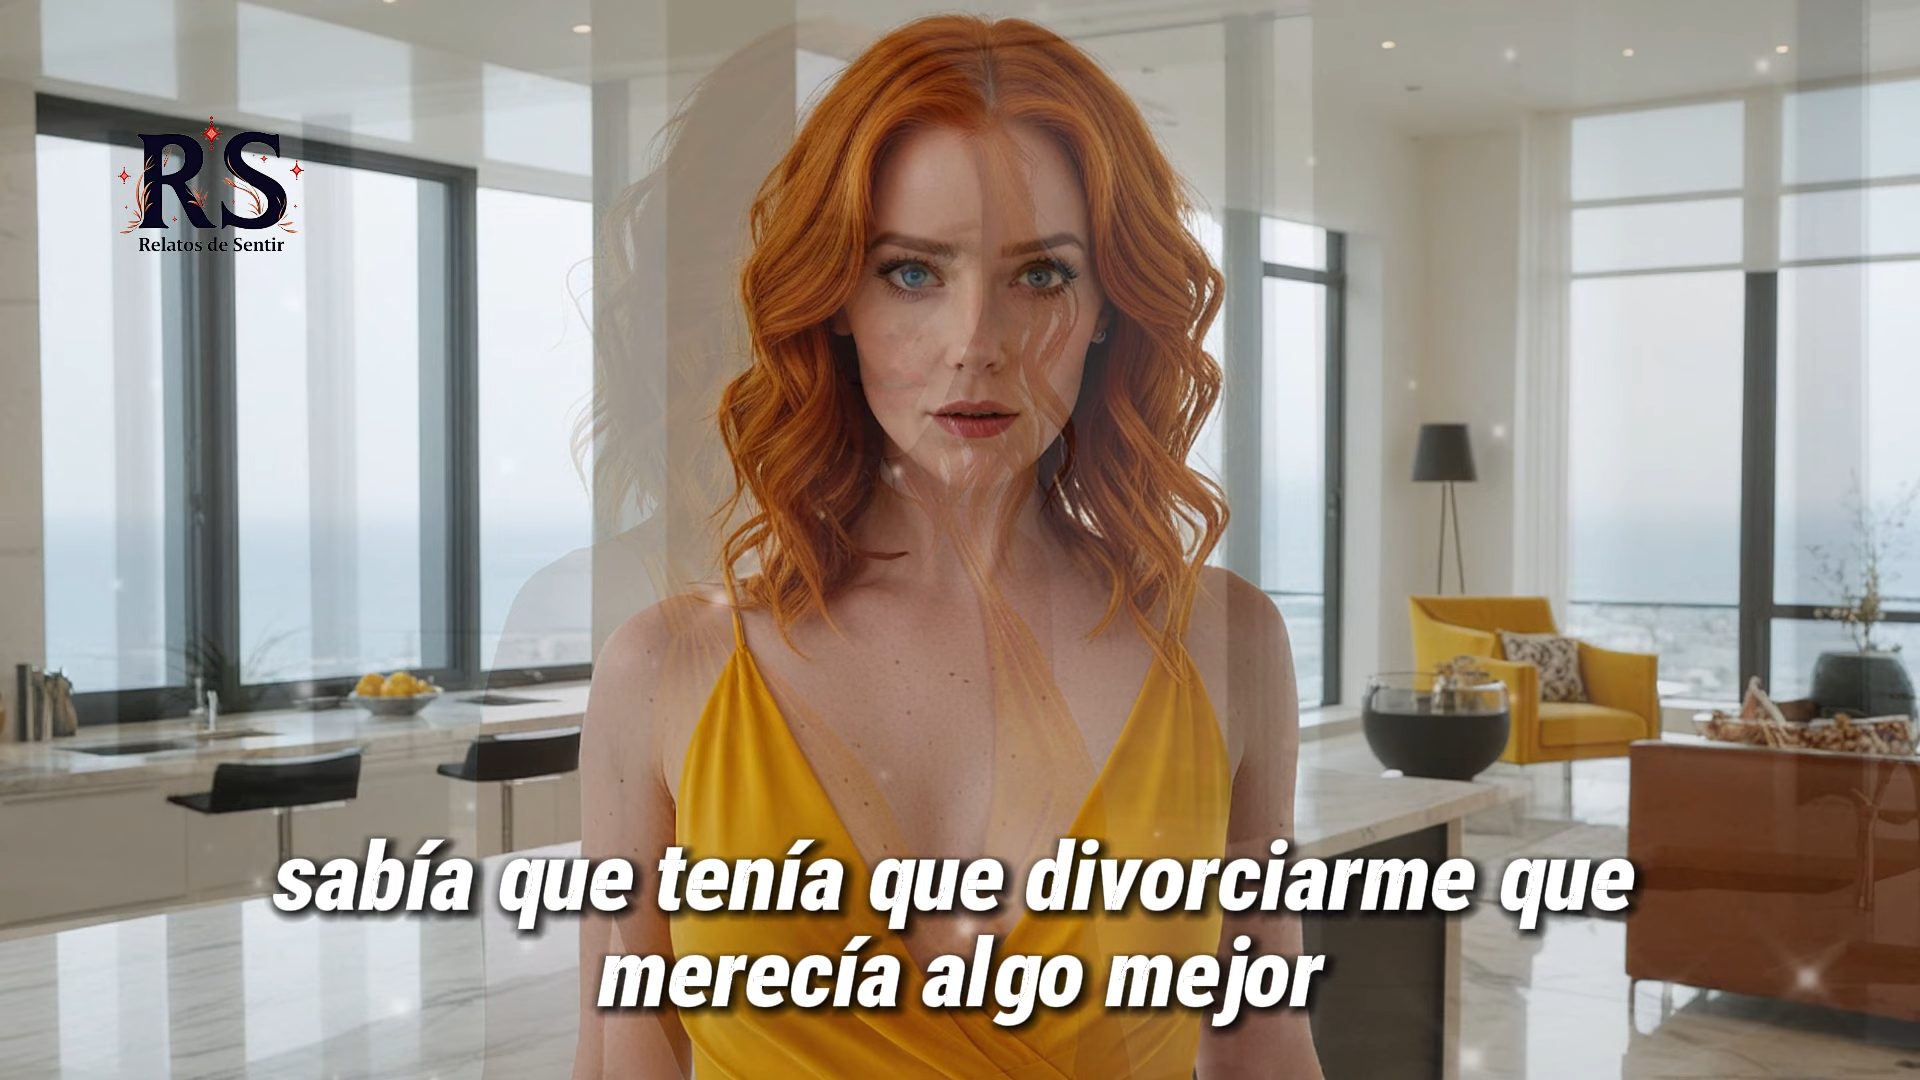 RS
Relatos de Sentir
sabía que tenía que divorciarme que
merecía algo mejor